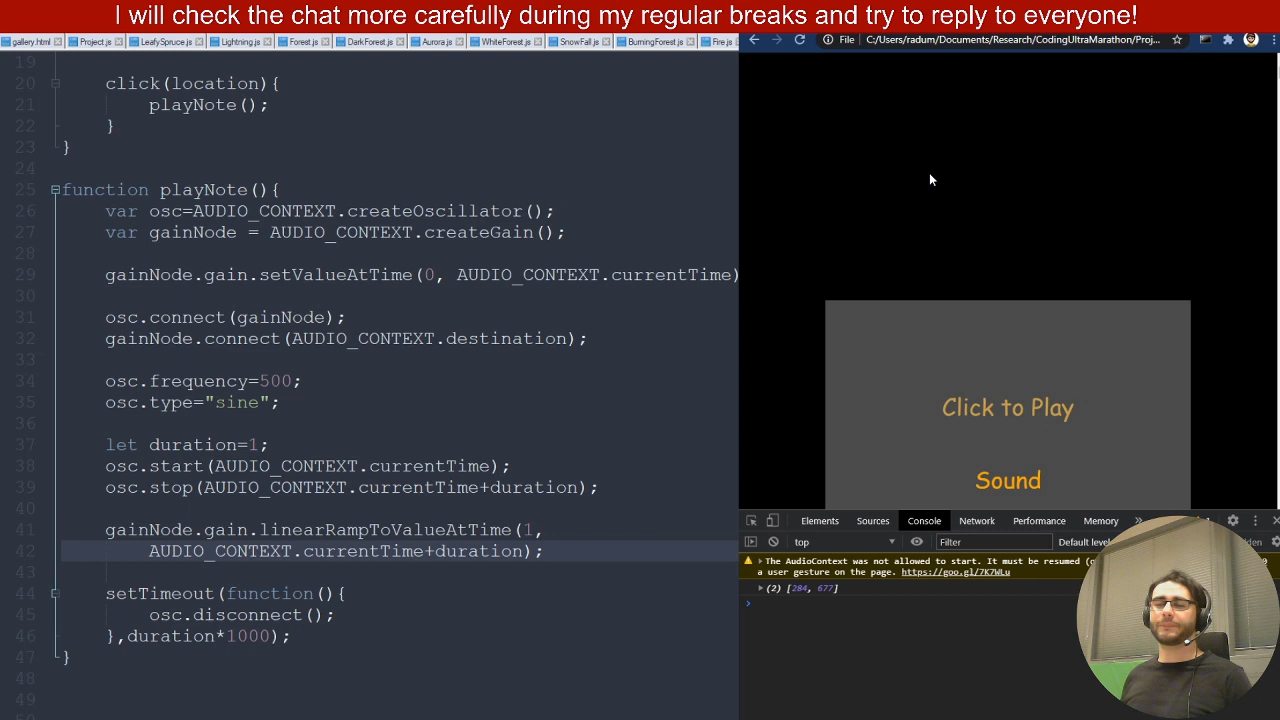 I will check the chat more carefully during my regular breaks and try to reply to everyone!
gallery.html Project.js LeafySpruce.js Lightning.js Forest.js DarkForest.js Aurora.js WhiteForest.js SnowFall.js BurningForest.js Fire.js
File C:/Users/radum/Documents/Research/CodingUltraMarathon/Proj...
19
20 click(location){
21 playNote();
22 }
23 }
24
25 function playNote(){
26 var osc=AUDIO_CONTEXT.createOscillator();
27 var gainNode = AUDIO_CONTEXT.createGain();
28
29 gainNode.gain.setValueAtTime(0, AUDIO_CONTEXT.currentTime)
30
31 osc.connect(gainNode);
32 gainNode.connect(AUDIO_CONTEXT.destination);
33
34 osc.frequency=500;
35 osc.type="sine";
36
37 let duration=1;
38 osc.start(AUDIO_CONTEXT.currentTime);
39 osc.stop(AUDIO_CONTEXT.currentTime+duration);
40
41 gainNode.gain.linearRampToValueAtTime(1,
42 AUDIO_CONTEXT.currentTime+duration);
43
44 setTimeout(function(){
45 osc.disconnect();
46 },duration*1000);
47 }
48
49
Click to Play
Sound
Elements Sources Console Network Performance Memory
top Filter Default leve
The AudioContext was not allowed to start. It must be resumed (
a user gesture on the page. https://goo.gl/7K7WLu
(2) [284, 677]